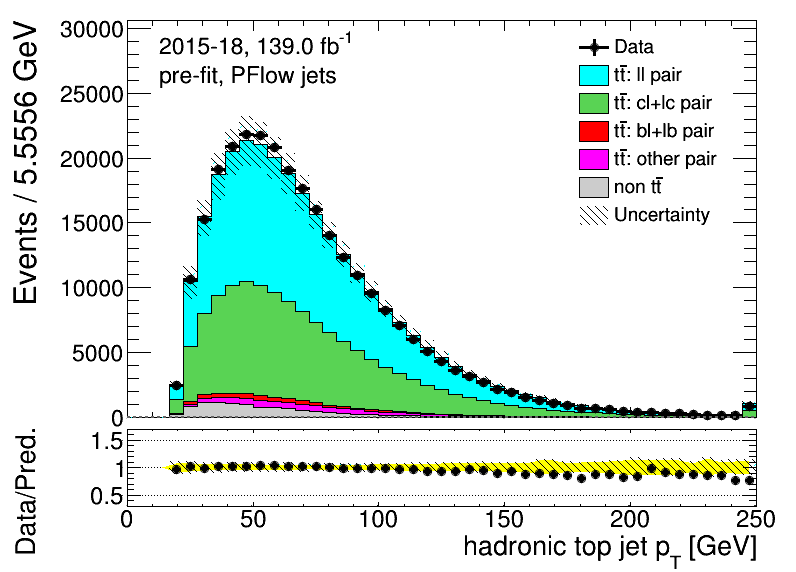 Events / 5.5556 GeV
30000
25000
20000
15000
10000
5000
0
2015-18, 139.0 fb⁻¹
pre-fit, PFlow jets
Data
tt̄: ll pair
tt̄: cl+lc pair
tt̄: bl+lb pair
tt̄: other pair
non tt̄
Uncertainty
Data/Pred.
1.5
1
0.5
0 50 100 150 200 250
hadronic top jet p_T [GeV]